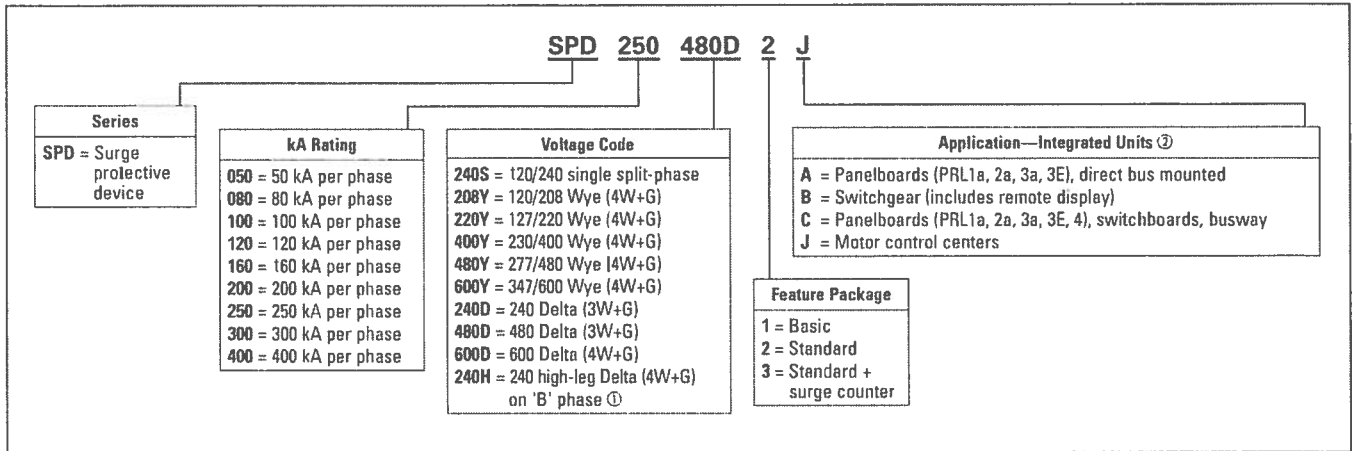 SPD 250 480D 2 J
Series
SPD = Surge
protective
device
kA Rating
050 = 50 kA per phase
080 = 80 kA per phase
100 = 100 kA per phase
120 = 120 kA per phase
160 = 160 kA per phase
200 = 200 kA per phase
250 = 250 kA per phase
300 = 300 kA per phase
400 = 400 kA per phase
Voltage Code
240S = 120/240 single split-phase
208Y = 120/208 Wye (4W+G)
220Y = 127/220 Wye (4W+G)
400Y = 230/400 Wye (4W+G)
480Y = 277/480 Wye (4W+G)
600Y = 347/600 Wye (4W+G)
240D = 240 Delta (3W+G)
480D = 480 Delta (3W+G)
600D = 600 Delta (4W+G)
240H = 240 high-leg Delta (4W+G)
on 'B' phase ①
Feature Package
1 = Basic
2 = Standard
3 = Standard +
surge counter
Application—Integrated Units ②
A = Panelboards (PRL1a, 2a, 3a, 3E), direct bus mounted
B = Switchgear (includes remote display)
C = Panelboards (PRL1a, 2a, 3a, 3E, 4), switchboards, busway
J = Motor control centers